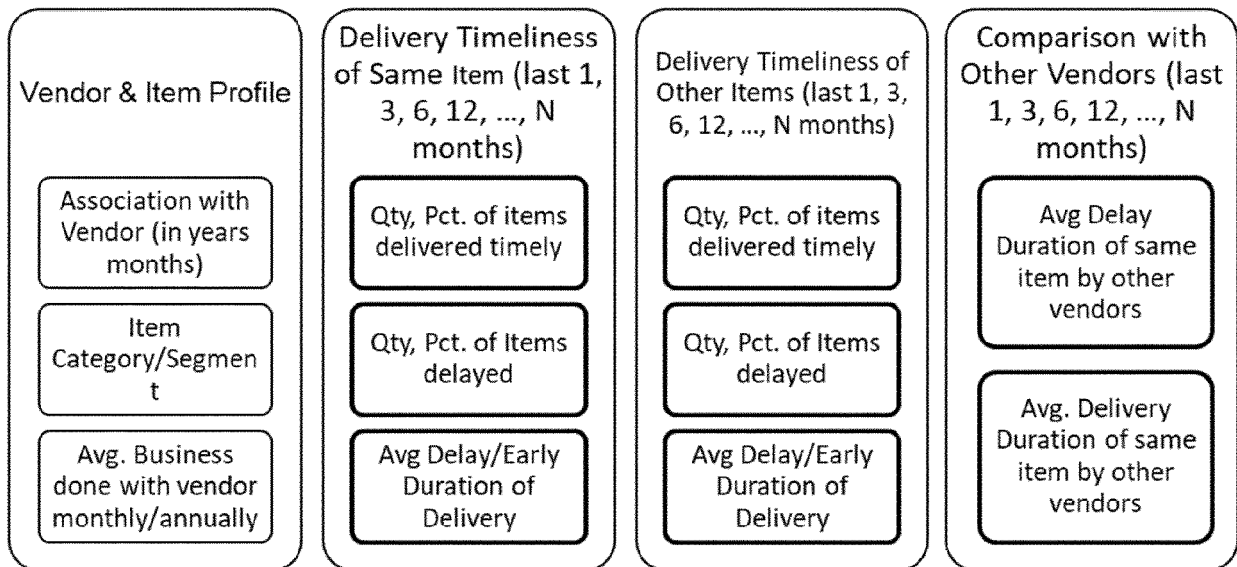 Vendor & Item Profile
Association with
Vendor (in years
months)
Item
Category/Segmen
t
Avg. Business
done with vendor
monthly/annually
Delivery Timeliness
of Same Item (last 1,
3, 6, 12, ..., N
months)
Qty, Pct. of items
delivered timely
Qty, Pct. of Items
delayed
Avg Delay/Early
Duration of
Delivery
Delivery Timeliness of
Other Items (last 1, 3,
6, 12, ..., N months)
Qty, Pct. of items
delivered timely
Qty, Pct. of Items
delayed
Avg Delay/Early
Duration of
Delivery
Comparison with
Other Vendors (last
1, 3, 6, 12, ..., N
months)
Avg Delay
Duration of same
item by other
vendors
Avg. Delivery
Duration of same
item by other
vendors